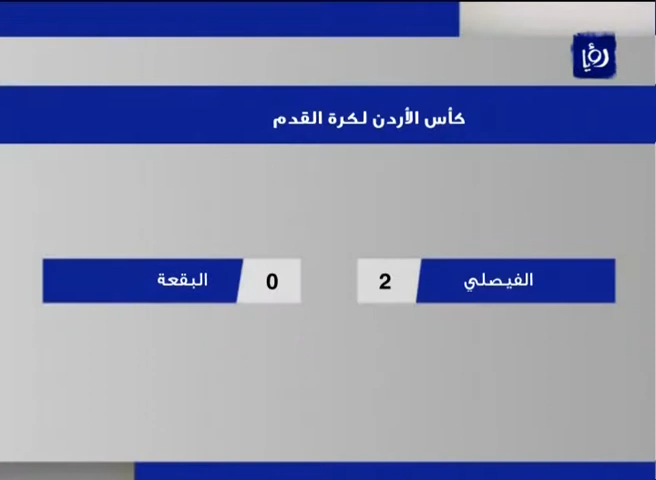 رؤيا
كأس الأردن لكرة القدم
الفيصلي 2
0 البقعة